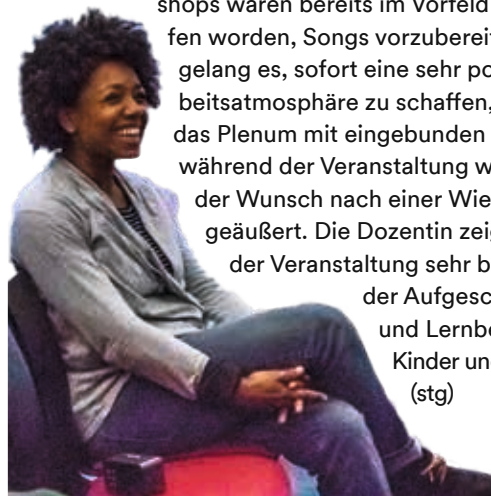 shops waren bereits im Vorfeld
fen worden, Songs vorzubereit
gelang es, sofort eine sehr po
beitsatmosphäre zu schaffen,
das Plenum mit eingebunden
während der Veranstaltung w
der Wunsch nach einer Wie
geäußert. Die Dozentin zei
der Veranstaltung sehr b
der Aufgesc
und Lernbe
Kinder un
(stg)